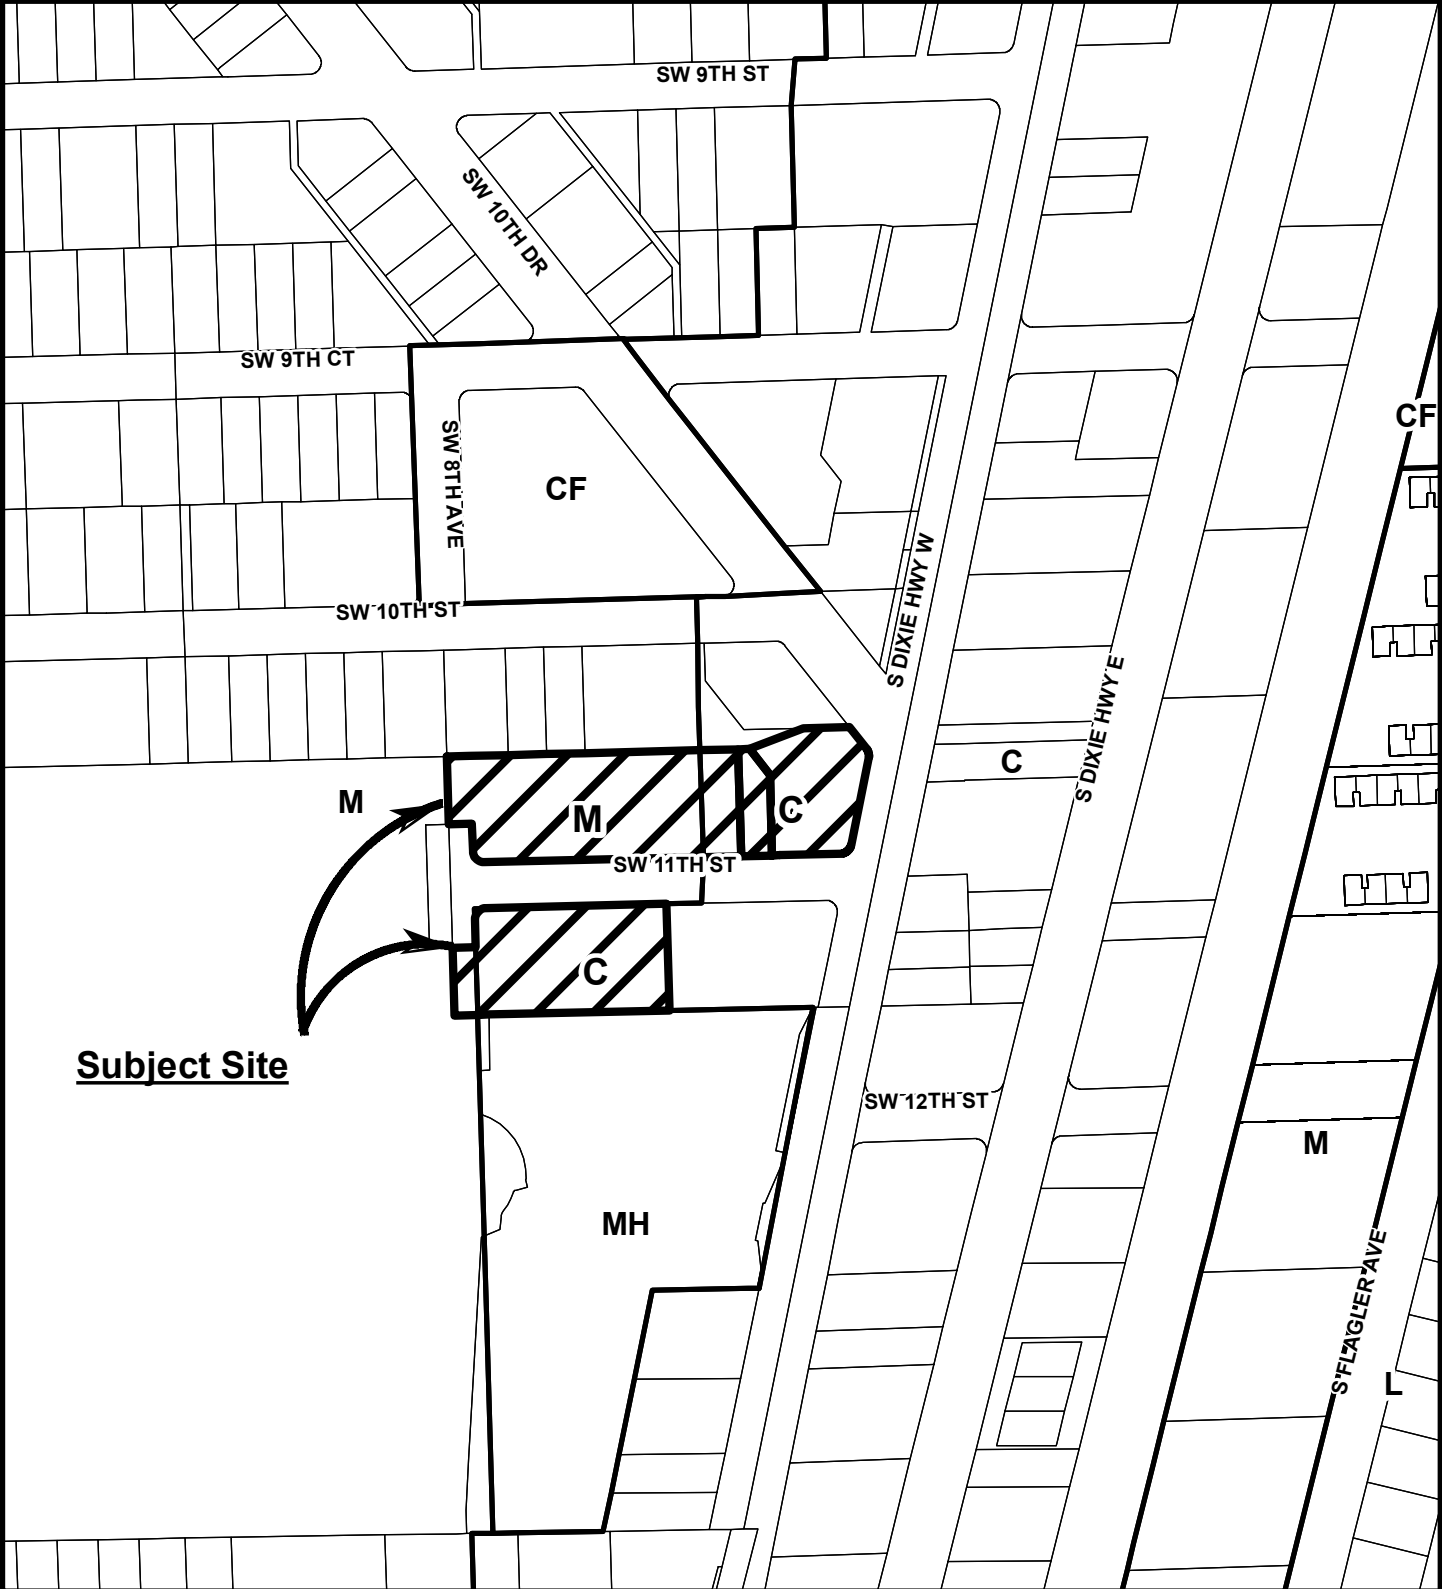 SW 9TH ST
SW 10TH DR
SW 9TH CT
CF
SW 8TH AVE
CF
SW 10TH ST
S DIXIE HWY W
S DIXIE HWY E
C
M
M
C
SW 11TH ST
C
Subject Site
SW 12TH ST
M
MH
S FLAGLER AVE
L